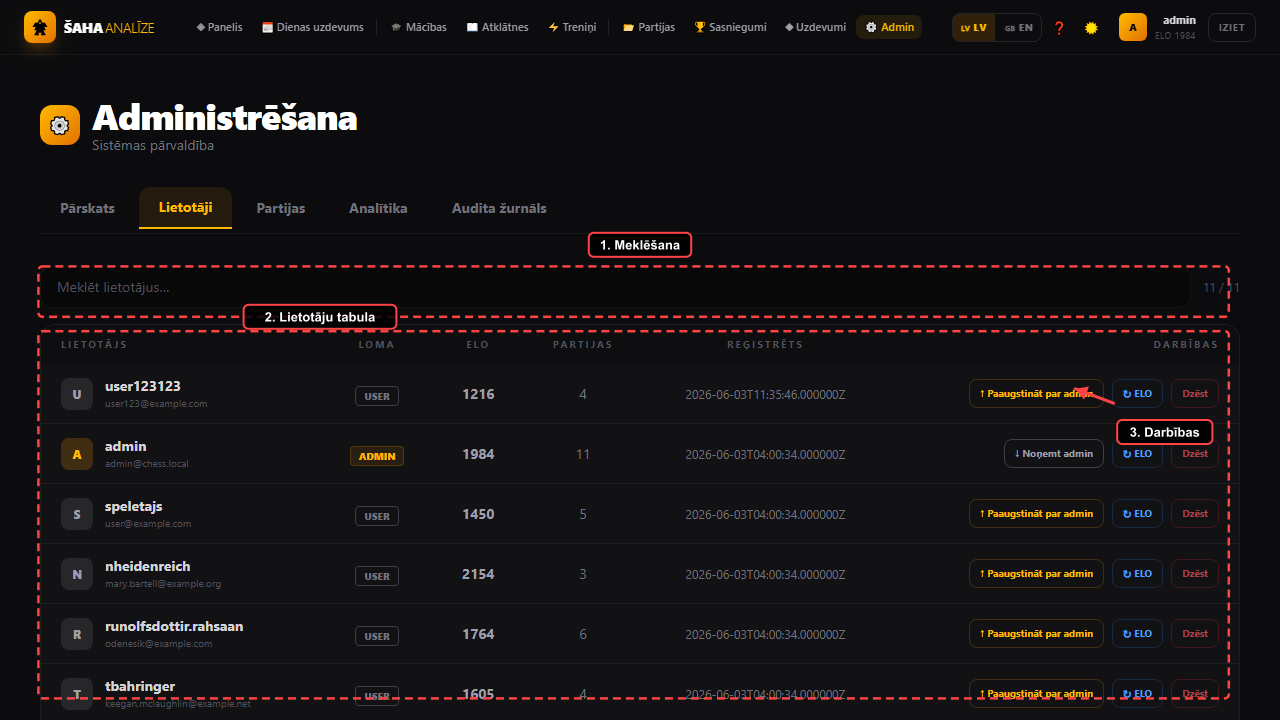 ŠAHA ANALĪZE
Panelis
Dienas uzdevums
Mācības
Atklātnes
Treniņi
Partijas
Sasniegumi
Uzdevumi
Admin
LV LV
GB EN
admin
A
ELO 1984
IZIET
Administrēšana
Sistēmas pārvaldība
Pārskats
Lietotāji
Partijas
Analītika
Audita žurnāls
1. Meklēšana
Meklēt lietotājus...
11 / 11
2. Lietotāju tabula
LIETOTĀJS LOMA ELO PARTIJAS REĢISTRĒTS DARBĪBAS
U user123123 USER 1216 4 2026-06-03T11:35:46.000000Z ↑ Paaugstināt par admin ↻ ELO Dzēst
user123@example.com
3. Darbības
A admin ADMIN 1984 11 2026-06-03T04:00:34.000000Z ↓ Noņemt admin ↻ ELO Dzēst
admin@chess.local
S speletajs USER 1450 5 2026-06-03T04:00:34.000000Z ↑ Paaugstināt par admin ↻ ELO Dzēst
user@example.com
N nheidenreich USER 2154 3 2026-06-03T04:00:34.000000Z ↑ Paaugstināt par admin ↻ ELO Dzēst
mary.bartell@example.org
R runolfsdottir.rahsaan USER 1764 6 2026-06-03T04:00:34.000000Z ↑ Paaugstināt par admin ↻ ELO Dzēst
odenesik@example.com
T tbahringer USER 1605 4 2026-06-03T04:00:34.000000Z ↑ Paaugstināt par admin ↻ ELO Dzēst
keegan.mclaughlin@example.net